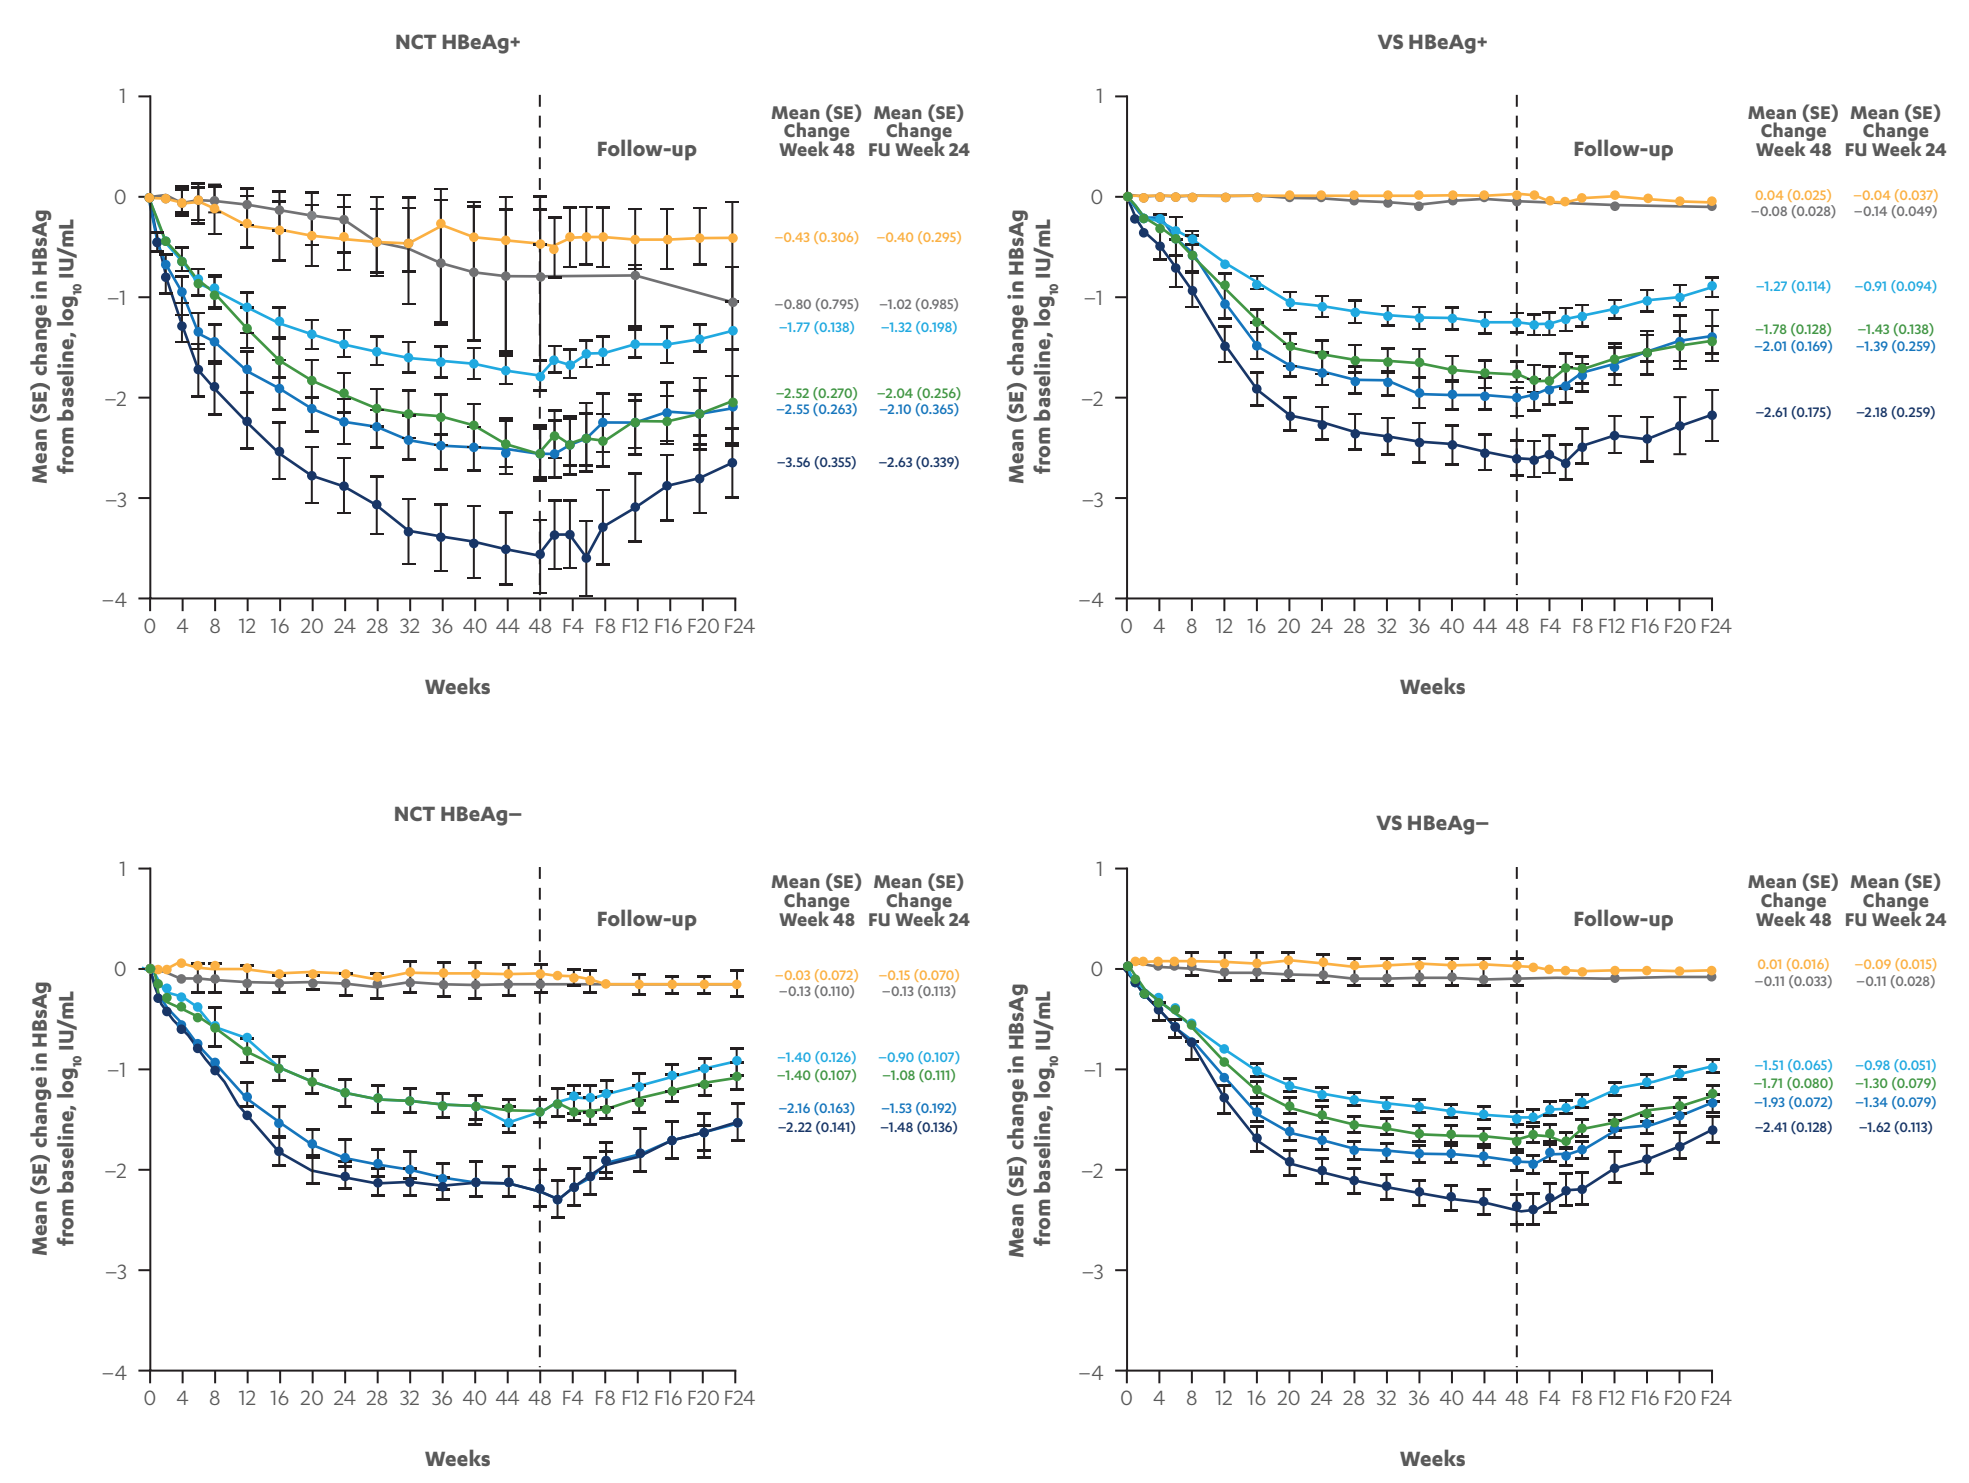 NCT HBeAg+
1
0
−1
−2
−3
−4
Mean (SE) change in HBsAg
from baseline, log10 IU/mL
Follow-up
Mean (SE) Mean (SE)
Change Change
Week 48 FU Week 24
−0.43 (0.306) −0.40 (0.295)
−0.80 (0.795) −1.02 (0.985)
−1.77 (0.138) −1.32 (0.198)
−2.52 (0.270) −2.04 (0.256)
−2.55 (0.263) −2.10 (0.365)
−3.56 (0.355) −2.63 (0.339)
0 4 8 12 16 20 24 28 32 36 40 44 48 F4 F8 F12 F16 F20 F24
Weeks
VS HBeAg+
1
0
−1
−2
−3
−4
Mean (SE) change in HBsAg
from baseline, log10 IU/mL
Follow-up
Mean (SE) Mean (SE)
Change Change
Week 48 FU Week 24
0.04 (0.025) −0.04 (0.037)
−0.08 (0.028) −0.14 (0.049)
−1.27 (0.114) −0.91 (0.094)
−1.78 (0.128) −1.43 (0.138)
−2.01 (0.169) −1.39 (0.259)
−2.61 (0.175) −2.18 (0.259)
0 4 8 12 16 20 24 28 32 36 40 44 48 F4 F8 F12 F16 F20 F24
Weeks
NCT HBeAg−
1
0
−1
−2
−3
−4
Mean (SE) change in HBsAg
from baseline, log10 IU/mL
Follow-up
Mean (SE) Mean (SE)
Change Change
Week 48 FU Week 24
−0.03 (0.072) −0.15 (0.070)
−0.13 (0.110) −0.13 (0.113)
−1.40 (0.126) −0.90 (0.107)
−1.40 (0.107) −1.08 (0.111)
−2.16 (0.163) −1.53 (0.192)
−2.22 (0.141) −1.48 (0.136)
0 4 8 12 16 20 24 28 32 36 40 44 48 F4 F8 F12 F16 F20 F24
Weeks
VS HBeAg−
1
0
−1
−2
−3
−4
Mean (SE) change in HBsAg
from baseline, log10 IU/mL
Follow-up
Mean (SE) Mean (SE)
Change Change
Week 48 FU Week 24
0.01 (0.016) −0.09 (0.015)
−0.11 (0.033) −0.11 (0.028)
−1.51 (0.065) −0.98 (0.051)
−1.71 (0.080) −1.30 (0.079)
−1.93 (0.072) −1.34 (0.079)
−2.41 (0.128) −1.62 (0.113)
0 4 8 12 16 20 24 28 32 36 40 44 48 F4 F8 F12 F16 F20 F24
Weeks